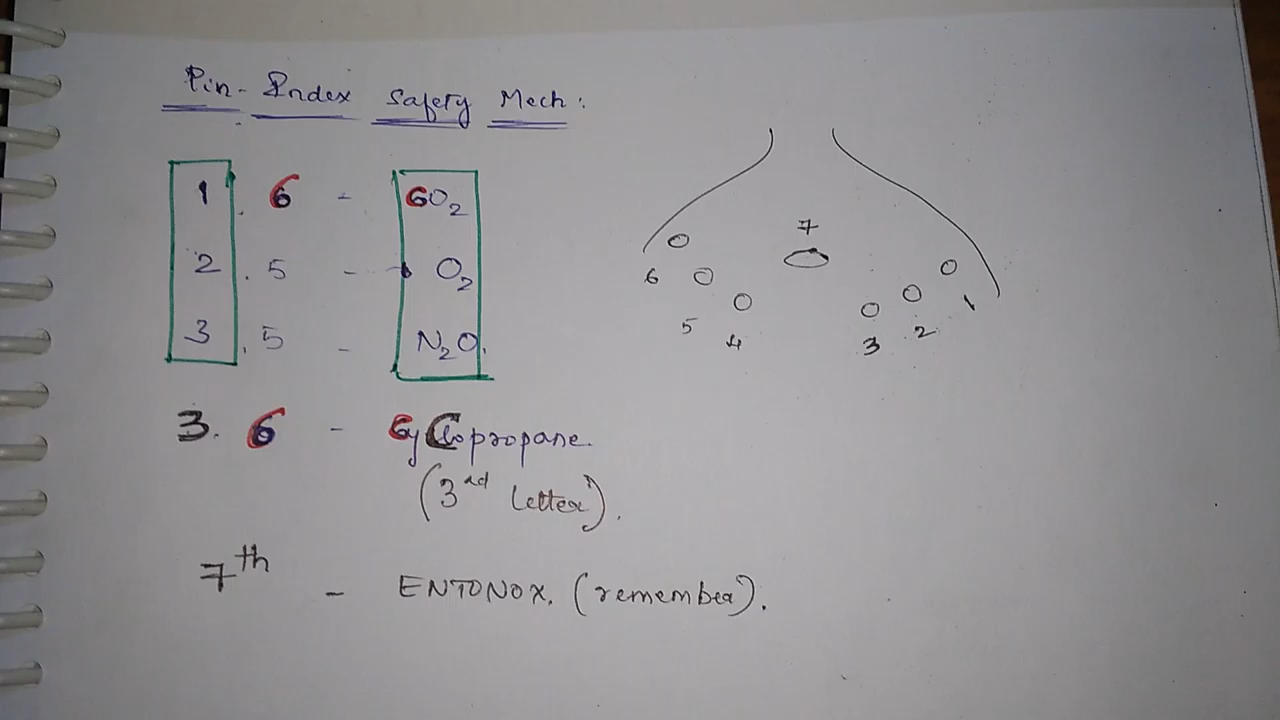 Pin-Index Safety Mech:
1. 6 - CO₂
2. 5 - O₂
3. 5 - N₂O.
3. 6 - CyClopropane.
(3rd letter).
7th - ENTONOX. (remember).
7
6
5
4
3
2
1